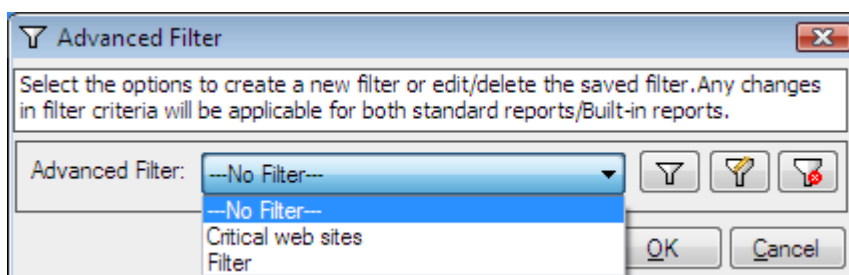 Advanced Filter
Select the options to create a new filter or edit/delete the saved filter.Any changes
in filter criteria will be applicable for both standard reports/Built-in reports.
Advanced Filter: ---No Filter---
---No Filter---
Critical web sites
Filter
OK Cancel